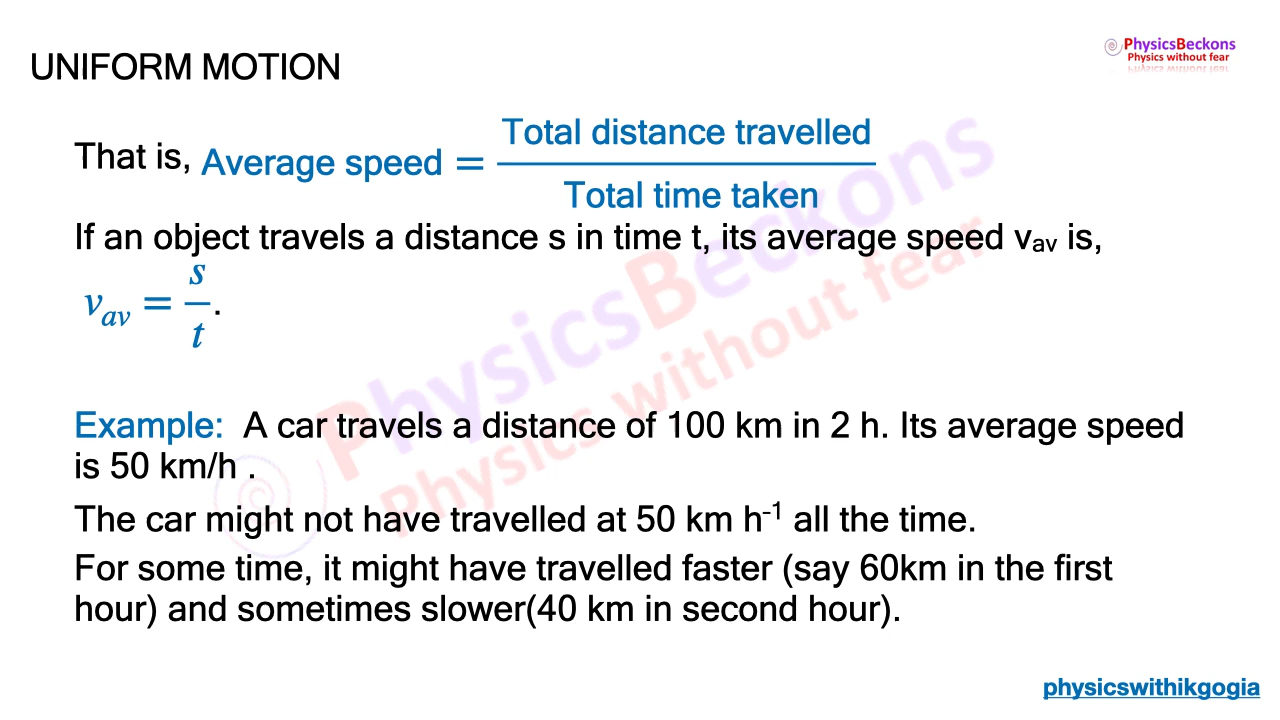 UNIFORM MOTION
PhysicsBeckons
Physics without fear
That is, Average speed = Total distance travelled / Total time taken
If an object travels a distance s in time t, its average speed vₐᵥ is,
vₐᵥ = s / t .
Example: A car travels a distance of 100 km in 2 h. Its average speed
is 50 km/h .
The car might not have travelled at 50 km h⁻¹ all the time.
For some time, it might have travelled faster (say 60km in the first
hour) and sometimes slower(40 km in second hour).
PhysicsBeckons
Physics without fear
physicswithikgogia